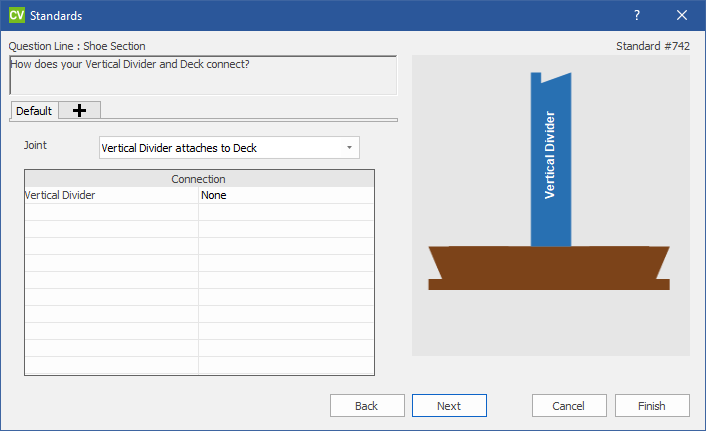 CV Standards
?
Question Line : Shoe Section
Standard #742
How does your Vertical Divider and Deck connect?
Default
Joint
Vertical Divider attaches to Deck
Connection
Vertical Divider None
Vertical Divider
Back Next Cancel Finish